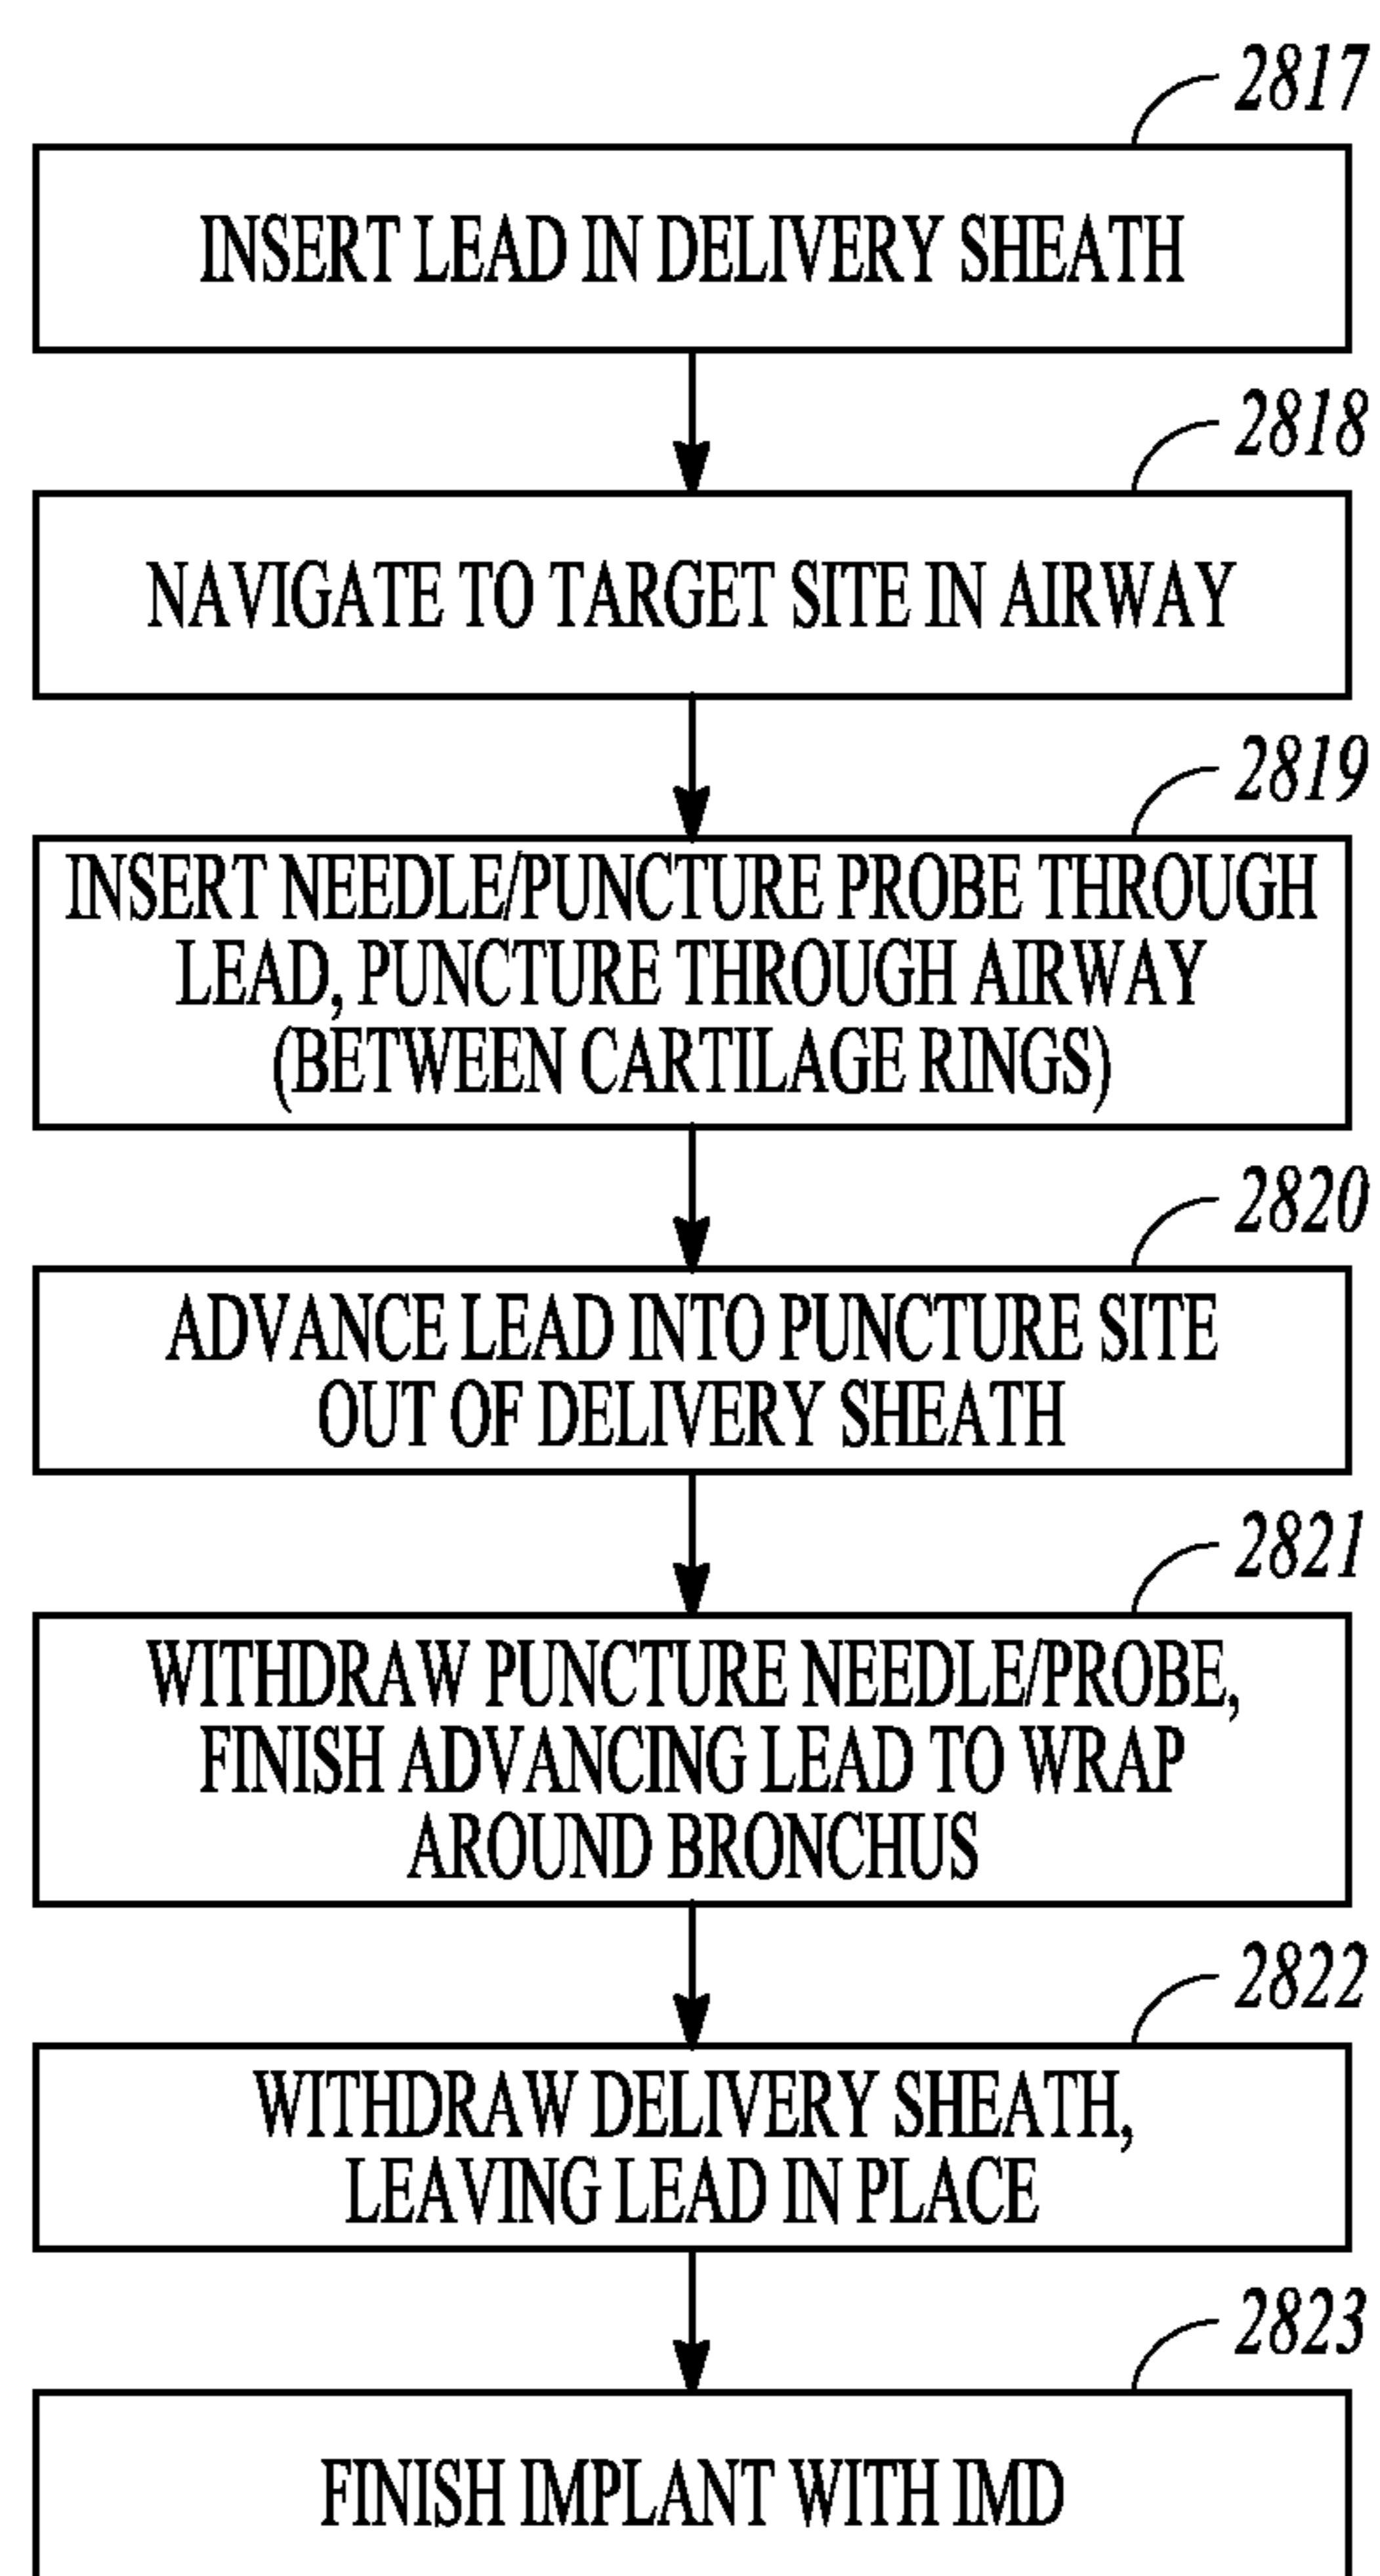 2817
INSERT LEAD IN DELIVERY SHEATH
2818
NAVIGATE TO TARGET SITE IN AIRWAY
2819
INSERT NEEDLE/PUNCTURE PROBE THROUGH
LEAD, PUNCTURE THROUGH AIRWAY
(BETWEEN CARTILAGE RINGS)
2820
ADVANCE LEAD INTO PUNCTURE SITE
OUT OF DELIVERY SHEATH
2821
WITHDRAW PUNCTURE NEEDLE/PROBE,
FINISH ADVANCING LEAD TO WRAP
AROUND BRONCHUS
2822
WITHDRAW DELIVERY SHEATH,
LEAVING LEAD IN PLACE
2823
FINISH IMPLANT WITH IMD